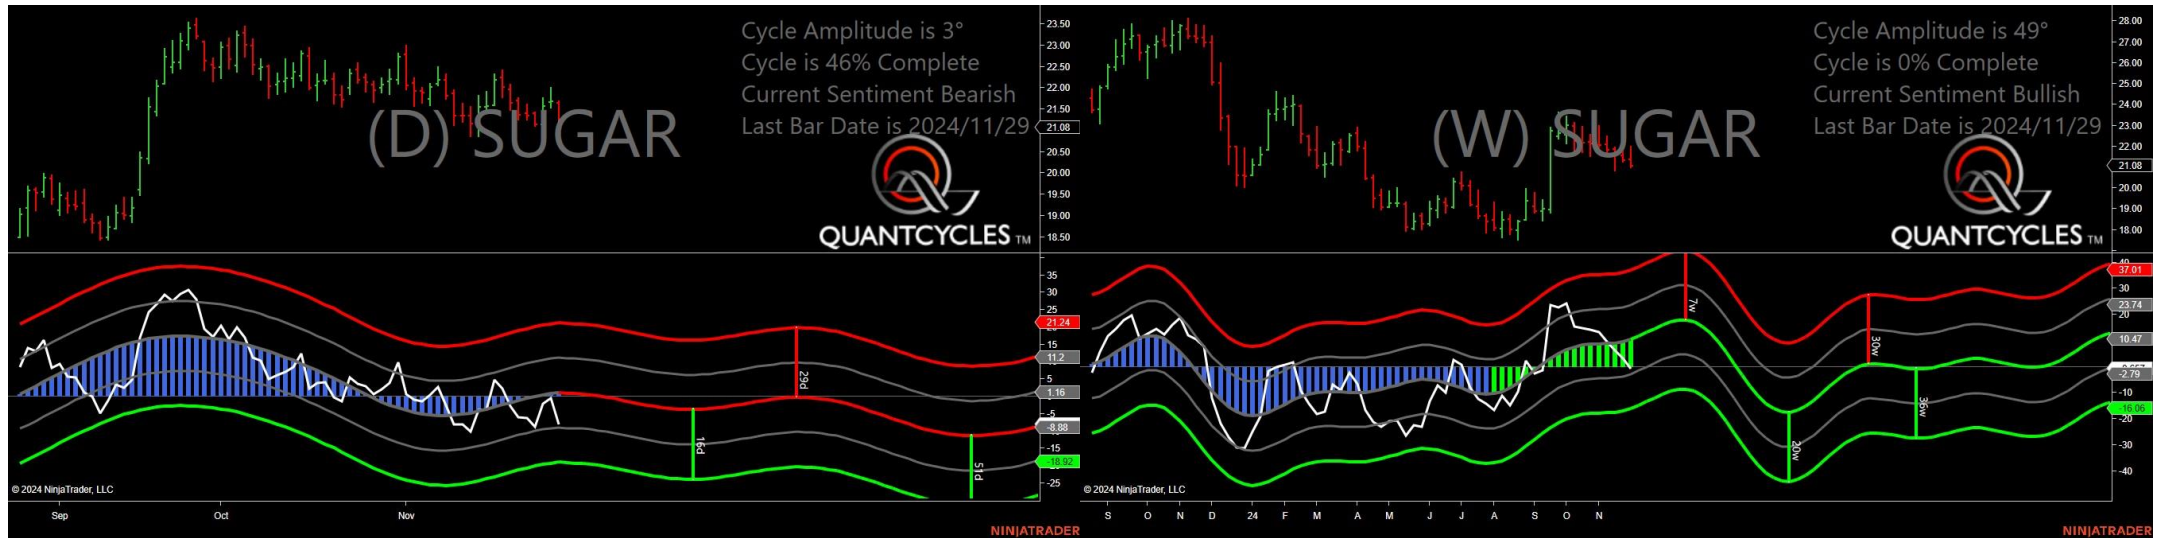 Cycle Amplitude is 3°
Cycle is 46% Complete
Current Sentiment Bearish
Last Bar Date is 2024/11/29
(D) SUGAR
QUANTCYCLES TM
23.50
23.00
22.50
22.00
21.50
21.08
20.50
20.00
19.50
19.00
18.50
35
30
25
21.24
15
11.2
5
1.16
-5
-8.88
-15
-18.92
-25
29d
16d
51d
© 2024 NinjaTrader, LLC
Sep Oct Nov
NINJATRADER
Cycle Amplitude is 49°
Cycle is 0% Complete
Current Sentiment Bullish
Last Bar Date is 2024/11/29
(W) SUGAR
QUANTCYCLES TM
28.00
27.00
26.00
25.00
24.00
23.00
22.00
21.08
20.00
19.00
18.00
40
37.01
30
23.74
20
10.47
-2.79
-10
-16.06
-20
-30
-40
7w
30w
20w
36w
© 2024 NinjaTrader, LLC
S O N D 24 F M A M J J A S O N
NINJATRADER